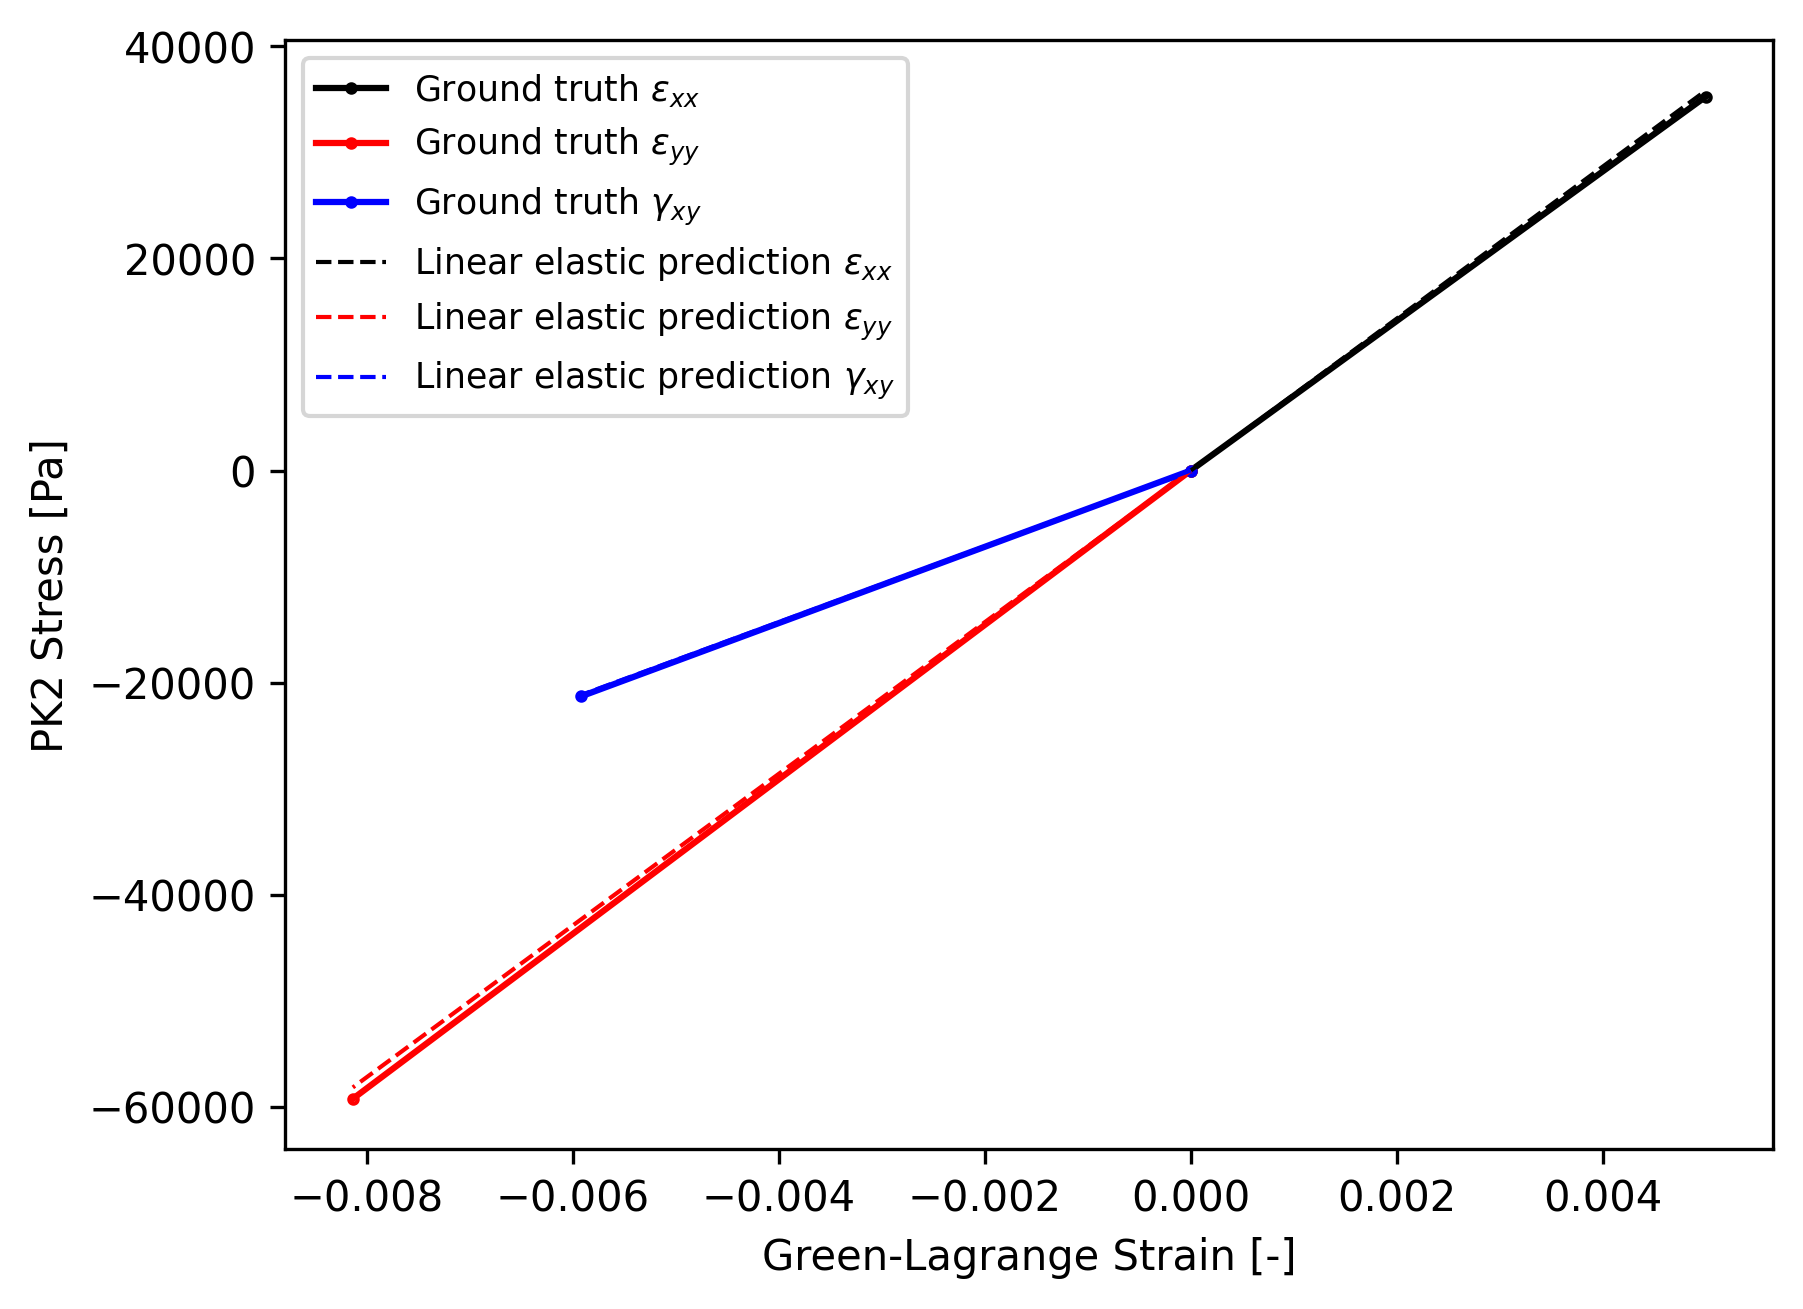 40000
20000
0
−20000
−40000
−60000
PK2 Stress [Pa]
Ground truth εxx
Ground truth εyy
Ground truth γxy
Linear elastic prediction εxx
Linear elastic prediction εyy
Linear elastic prediction γxy
−0.008 −0.006 −0.004 −0.002 0.000 0.002 0.004
Green-Lagrange Strain [-]